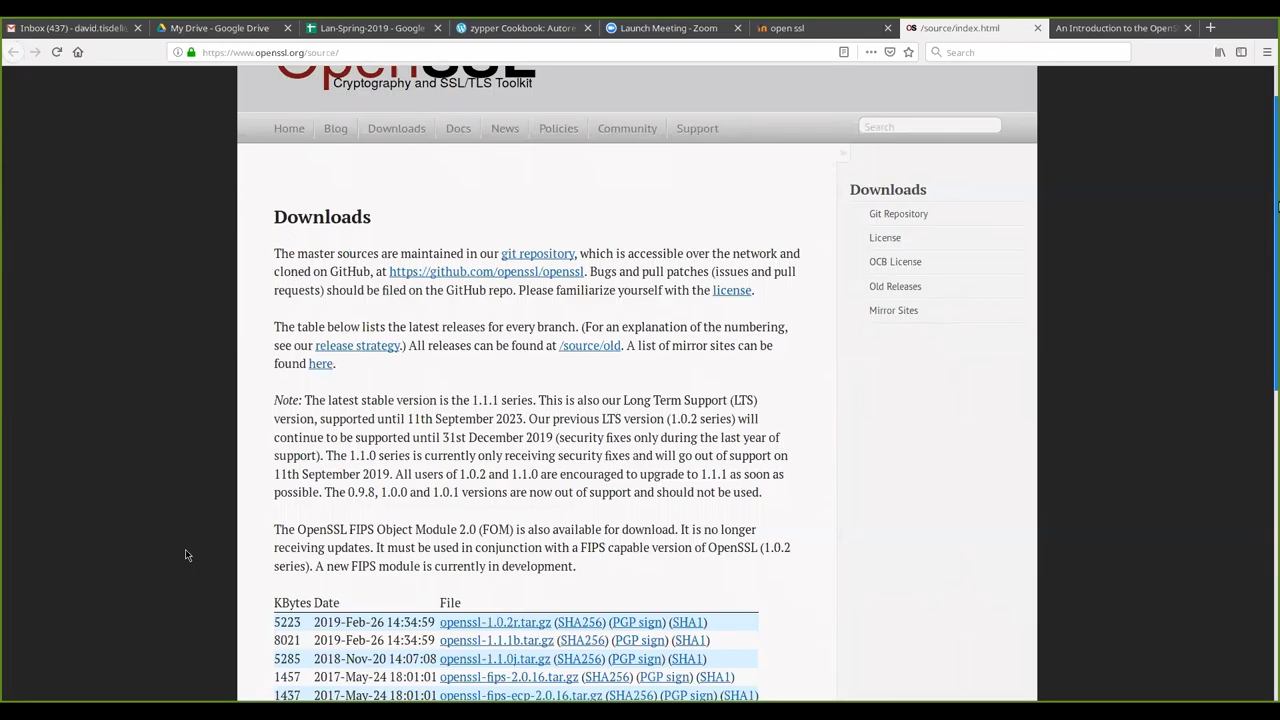 Inbox (437) - david.tisdelle
My Drive - Google Drive
Lan-Spring-2019 - Google
zypper Cookbook: Autore
Launch Meeting - Zoom
open ssl
/source/index.html
An Introduction to the OpenS
https://www.openssl.org/source/
Search
OpenSSL
Cryptography and SSL/TLS Toolkit
Home
Blog
Downloads
Docs
News
Policies
Community
Support
Search
Downloads
The master sources are maintained in our git repository, which is accessible over the network and
cloned on GitHub, at https://github.com/openssl/openssl. Bugs and pull patches (issues and pull
requests) should be filed on the GitHub repo. Please familiarize yourself with the license.
The table below lists the latest releases for every branch. (For an explanation of the numbering,
see our release strategy.) All releases can be found at /source/old. A list of mirror sites can be
found here.
Note: The latest stable version is the 1.1.1 series. This is also our Long Term Support (LTS)
version, supported until 11th September 2023. Our previous LTS version (1.0.2 series) will
continue to be supported until 31st December 2019 (security fixes only during the last year of
support). The 1.1.0 series is currently only receiving security fixes and will go out of support on
11th September 2019. All users of 1.0.2 and 1.1.0 are encouraged to upgrade to 1.1.1 as soon as
possible. The 0.9.8, 1.0.0 and 1.0.1 versions are now out of support and should not be used.
The OpenSSL FIPS Object Module 2.0 (FOM) is also available for download. It is no longer
receiving updates. It must be used in conjunction with a FIPS capable version of OpenSSL (1.0.2
series). A new FIPS module is currently in development.
KBytes Date File
5223 2019-Feb-26 14:34:59 openssl-1.0.2r.tar.gz (SHA256) (PGP sign) (SHA1)
8021 2019-Feb-26 14:34:59 openssl-1.1.1b.tar.gz (SHA256) (PGP sign) (SHA1)
5285 2018-Nov-20 14:07:08 openssl-1.1.0j.tar.gz (SHA256) (PGP sign) (SHA1)
1457 2017-May-24 18:01:01 openssl-fips-2.0.16.tar.gz (SHA256) (PGP sign) (SHA1)
1437 2017-May-24 18:01:01 openssl-fips-ecp-2.0.16.tar.gz (SHA256) (PGP sign) (SHA1)
Downloads
Git Repository
License
OCB License
Old Releases
Mirror Sites